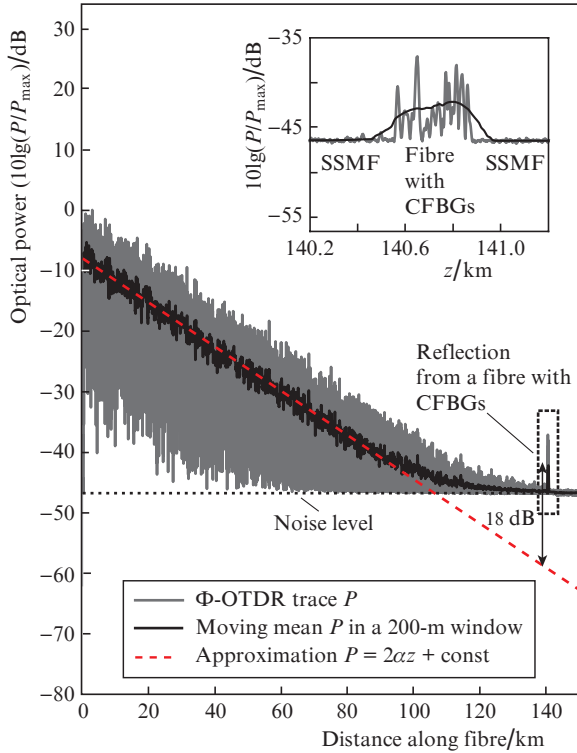 Optical power (10lg(P/P_max)/dB
30
20
10
0
−10
−20
−30
−40
−50
−60
−70
−80
0
20
40
60
80
100
120
140
Distance along fibre/km
10lg(P/P_max)/dB
−35
−45
−55
140.2
140.6
141.0
z/km
SSMF
Fibre
with
CFBGs
SSMF
Reflection
from a fibre with
CFBGs
18 dB
Noise level
Φ-OTDR trace P
Moving mean P in a 200-m window
Approximation P = 2αz + const